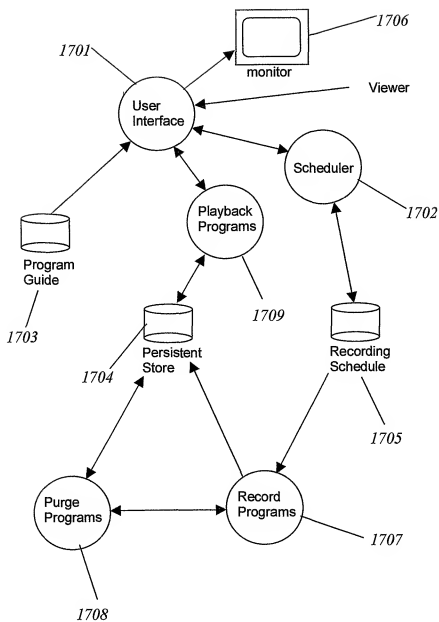 1706
1701
monitor
User
Interface
Viewer
Scheduler
1702
Playback
Programs
Program
Guide
1703
1709
1704
Persistent
Store
Recording
Schedule
1705
Purge
Programs
Record
Programs
1707
1708